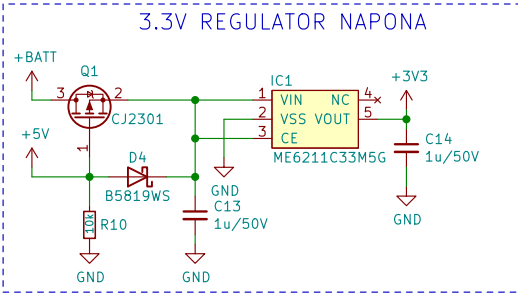 3.3V REGULATOR NAPONA
+BATT
Q1
3
2
CJ2301
1
+5V
D4
B5819WS
10k
R10
GND
C13
1u/50V
GND
GND
IC1
1
VIN
NC
4
2
VSS
VOUT
5
3
CE
ME6211C33M5G
+3V3
C14
1u/50V
GND